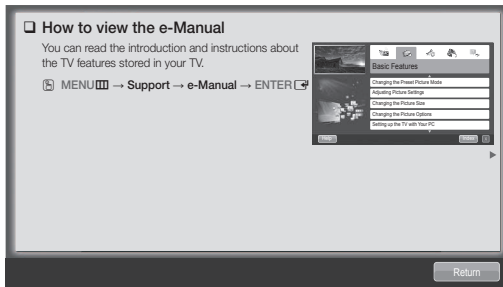 How to view the e-Manual
You can read the introduction and instructions about
the TV features stored in your TV.
MENU → Support → e-Manual → ENTER
Basic Features
Changing the Preset Picture Mode
Adjusting Picture Settings
Changing the Picture Size
Changing the Picture Options
Setting up the TV with Your PC
Help
Index
Return